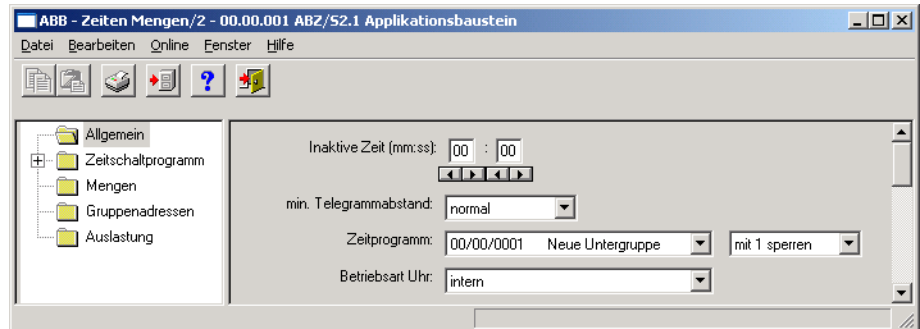 ABB - Zeiten Mengen/2 - 00.00.001 ABZ/S2.1 Applikationsbaustein
Datei Bearbeiten Online Fenster Hilfe
?
Allgemein
Zeitschaltprogramm
Mengen
Gruppenadressen
Auslastung
Inaktive Zeit (mm:ss): 00 : 00
min. Telegrammabstand: normal
Zeitprogramm: 00/00/0001 Neue Untergruppe mit 1 sperren
Betriebsart Uhr: intern